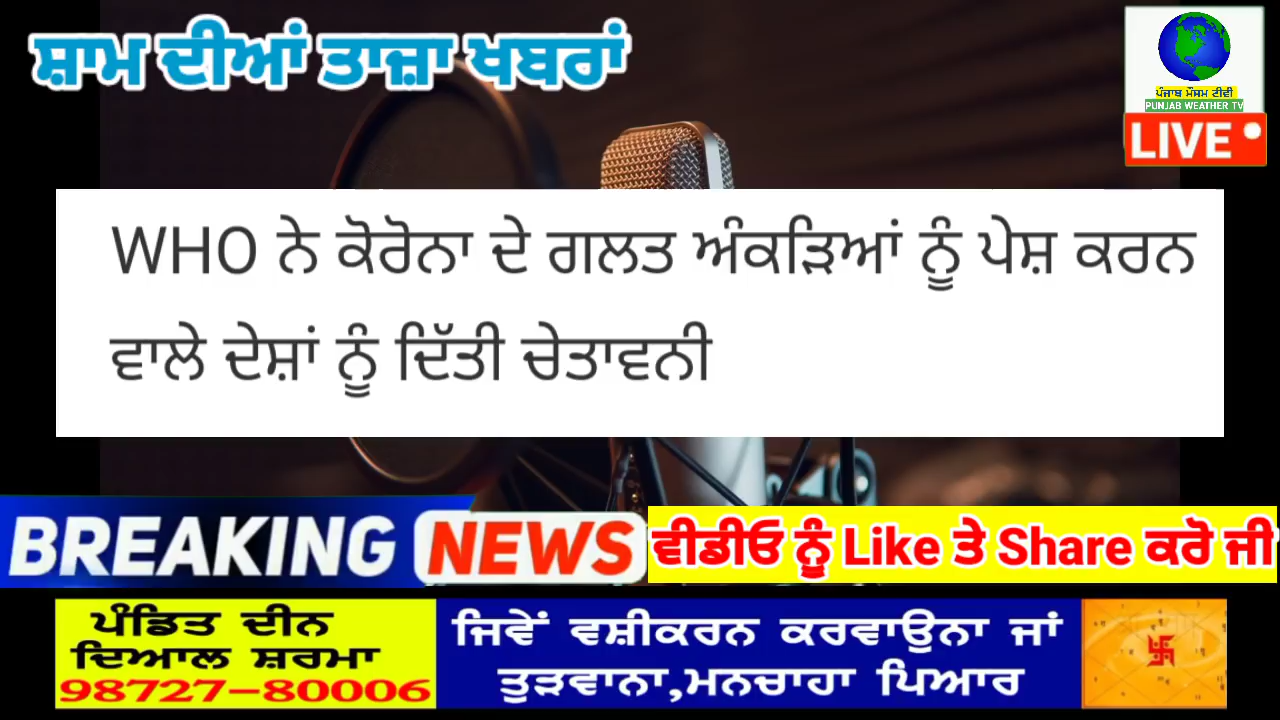 ਸ਼ਾਮ ਦੀਆਂ ਤਾਜ਼ਾ ਖਬਰਾਂ
ਪੰਜਾਬ ਮੌਸਮ ਟੀਵੀ
PUNJAB WEATHER TV
LIVE
WHO ਨੇ ਕੋਰੋਨਾ ਦੇ ਗਲਤ ਅੰਕੜਿਆਂ ਨੂੰ ਪੇਸ਼ ਕਰਨ
ਵਾਲੇ ਦੇਸ਼ਾਂ ਨੂੰ ਦਿੱਤੀ ਚੇਤਾਵਨੀ
BREAKING NEWS
ਵੀਡੀਓ ਨੂੰ Like ਤੇ Share ਕਰੋ ਜੀ
ਪੰਡਿਤ ਦੀਨ
ਦਿਆਲ ਸ਼ਰਮਾ
98727-80006
ਜਿਵੇਂ ਵਸ਼ੀਕਰਨ ਕਰਵਾਉਨਾ ਜਾਂ
ਤੁੜਵਾਨਾ,ਮਨਚਾਹਾ ਪਿਆਰ